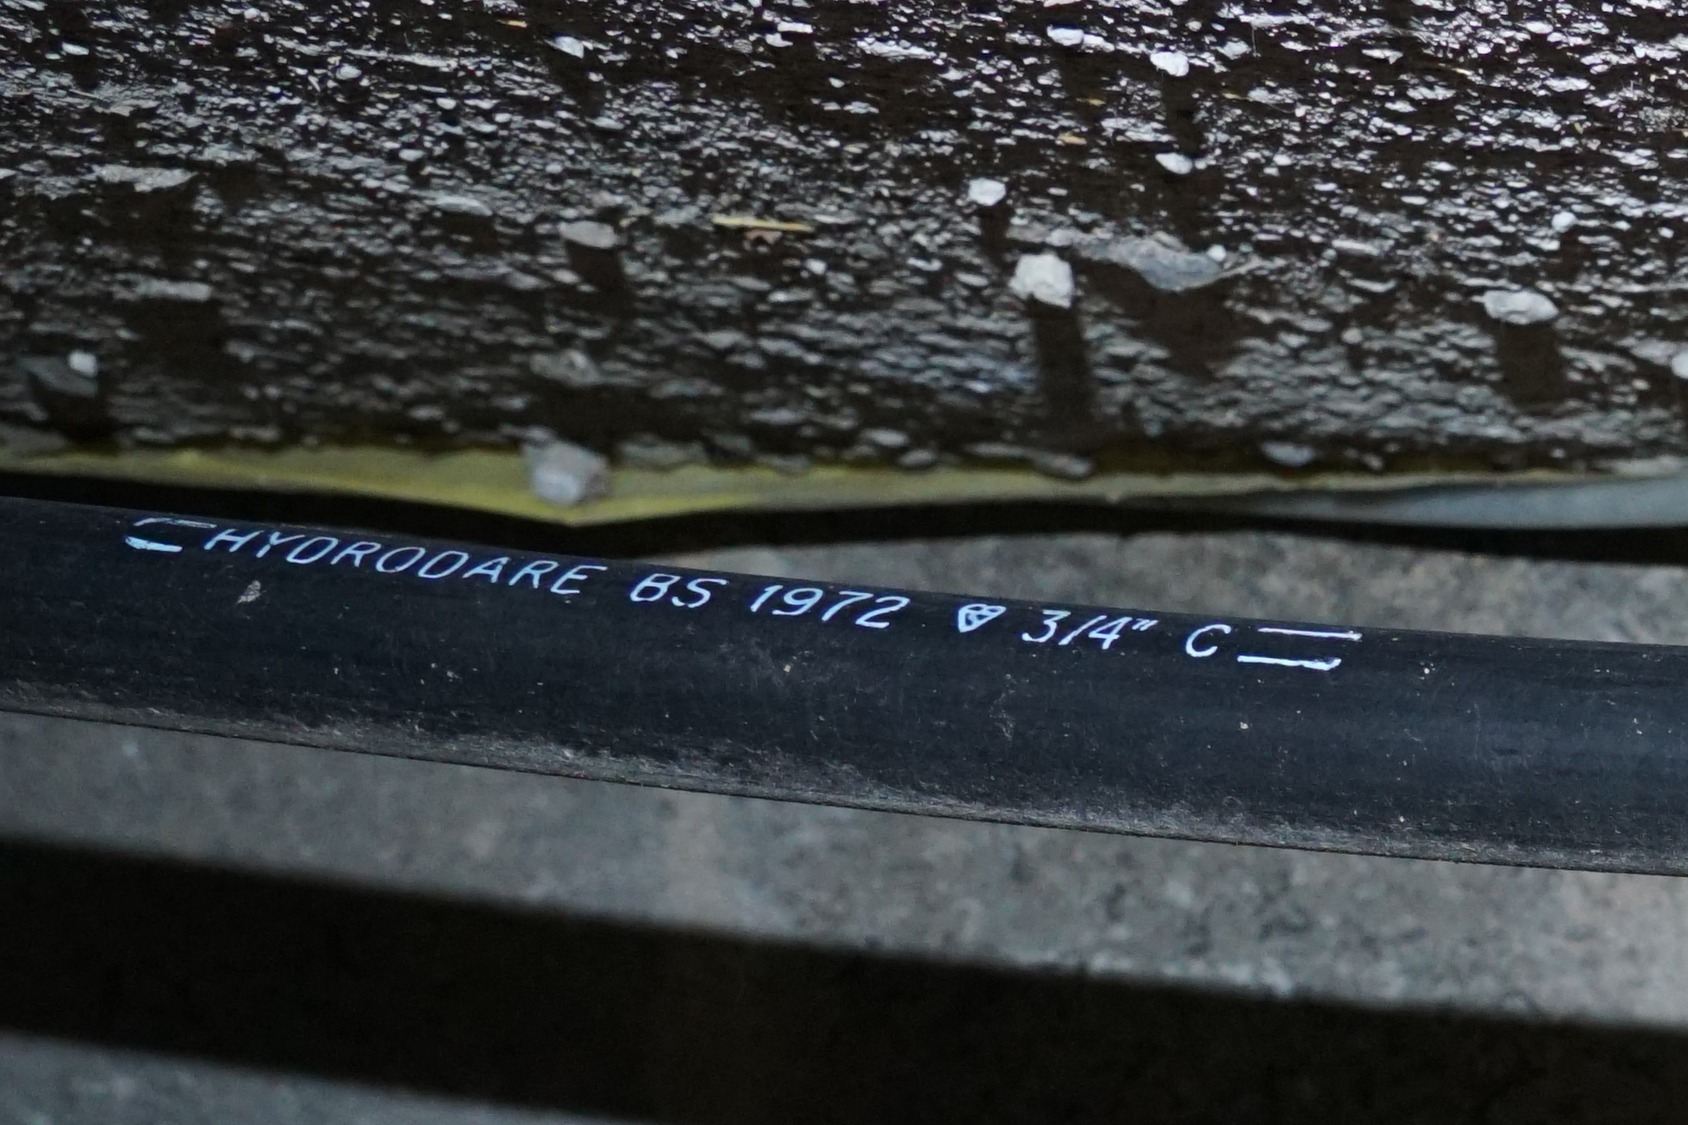 HYDRODARE BS 1972 3/4" C